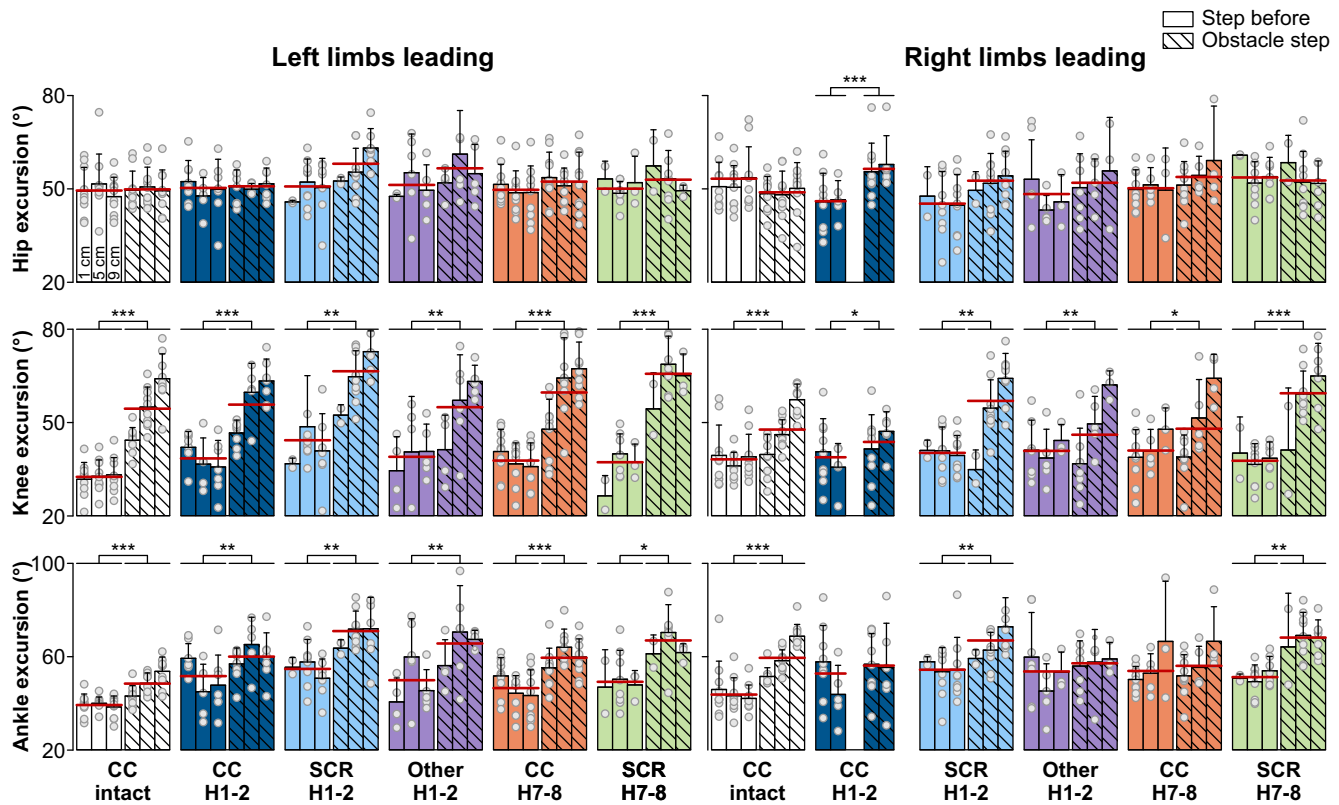 Step before
Obstacle step
Left limbs leading
Right limbs leading
Hip excursion (°)
80
50
20
1 cm
5 cm
9 cm
***
Knee excursion (°)
80
50
20
*** *** ** ** *** *** *** * ** ** * ***
Ankle excursion (°)
100
60
20
*** ** ** ** *** * *** ** **
CC CC SCR Other CC SCR CC CC SCR Other CC SCR
intact H1-2 H1-2 H1-2 H7-8 H7-8 intact H1-2 H1-2 H1-2 H7-8 H7-8